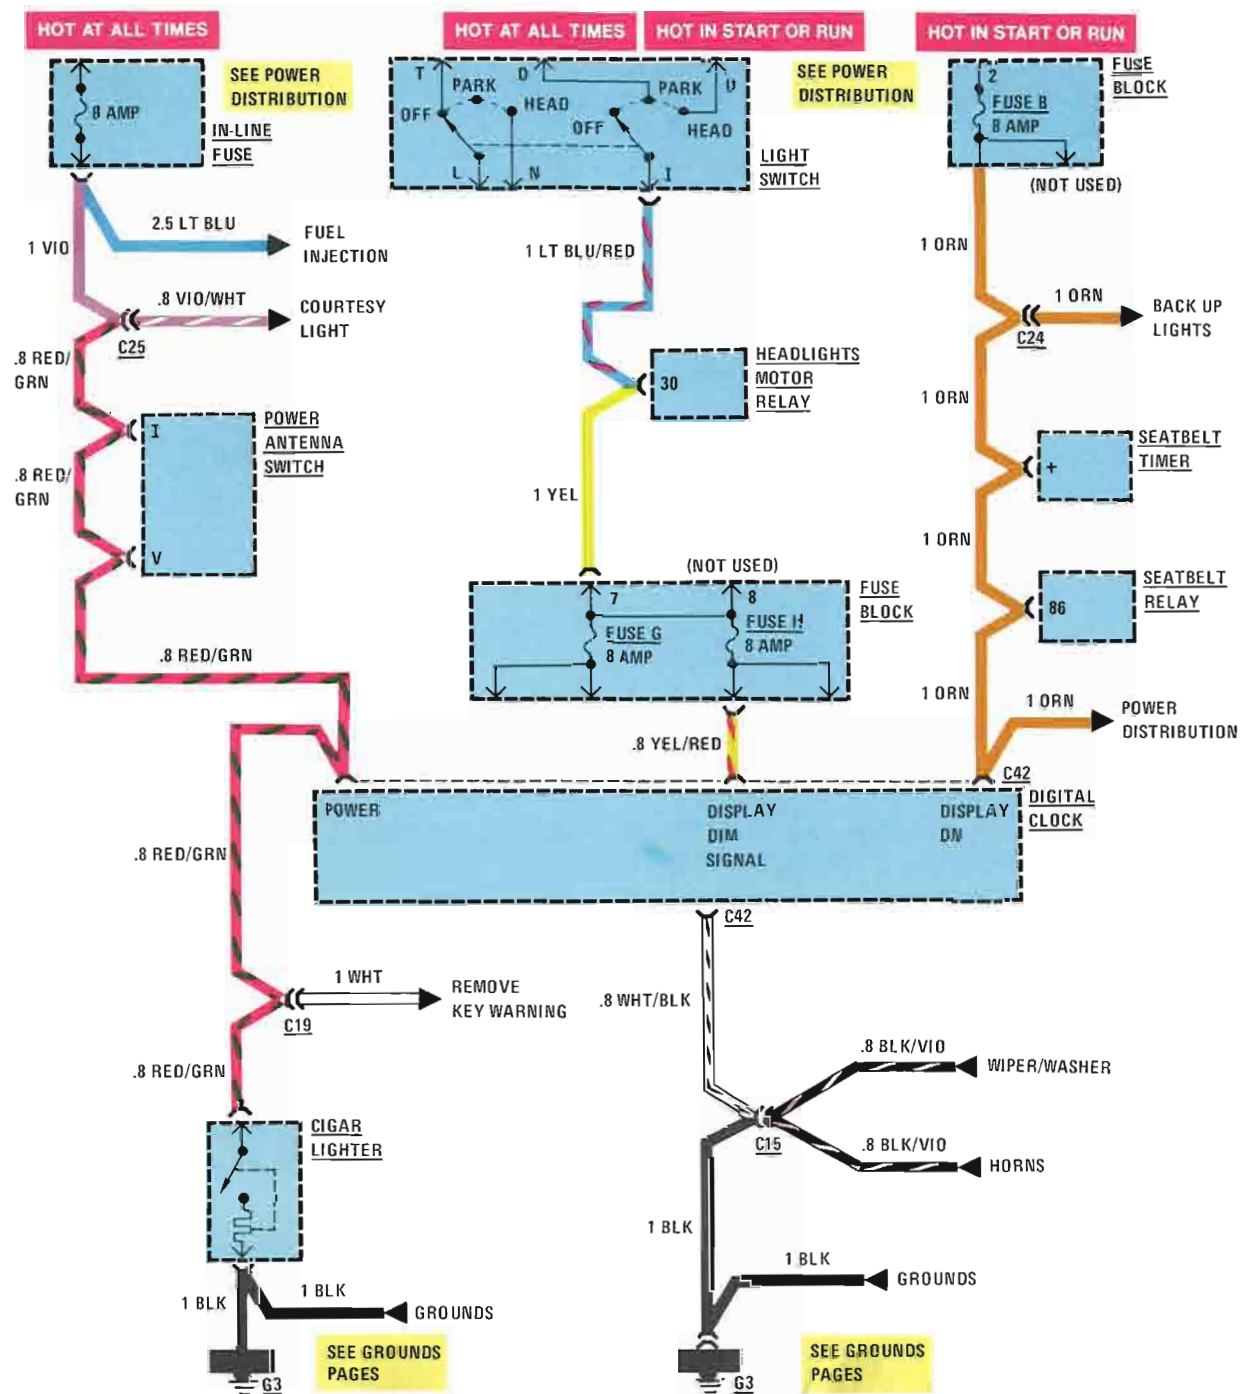 HOT AT ALL TIMES
HOT AT ALL TIMES
HOT IN START OR RUN
HOT IN START OR RUN
8 AMP
IN-LINE
FUSE
SEE POWER
DISTRIBUTION
T
PARK
OFF
HEAD
L
N
D
OFF
HEAD
I
LIGHT
SWITCH
SEE POWER
DISTRIBUTION
2
FUSE B
8 AMP
FUSE
BLOCK
(NOT USED)
1 VIO
2.5 LT BLU
FUEL
INJECTION
1 LT BLU/RED
1 ORN
.8 VIO/WHT
COURTESY
LIGHT
C25
1 ORN
BACK UP
LIGHTS
C24
.8 RED/
GRN
30
HEADLIGHTS
MOTOR
RELAY
1 ORN
I
V
POWER
ANTENNA
SWITCH
.8 RED/
GRN
1 YEL
+
SEATBELT
TIMER
1 ORN
(NOT USED)
7
8
FUSE G
8 AMP
FUSE H
8 AMP
FUSE
BLOCK
86
SEATBELT
RELAY
.8 RED/GRN
1 ORN
1 ORN
POWER
DISTRIBUTION
.8 YEL/RED
C42
DIGITAL
CLOCK
POWER
DISPLAY
DIM
SIGNAL
DISPLAY
ON
.8 RED/GRN
C42
1 WHT
REMOVE
KEY WARNING
C19
.8 WHT/BLK
.8 RED/GRN
.8 BLK/VIO
WIPER/WASHER
C15
.8 BLK/VIO
HORNS
CIGAR
LIGHTER
1 BLK
1 BLK
GROUNDS
1 BLK
1 BLK
GROUNDS
SEE GROUNDS
PAGES
G3
SEE GROUNDS
PAGES
G3